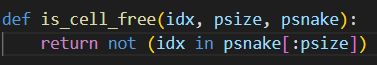 def is_cell_free(idx, psize, psnake):
    return not (idx in psnake[:psize])